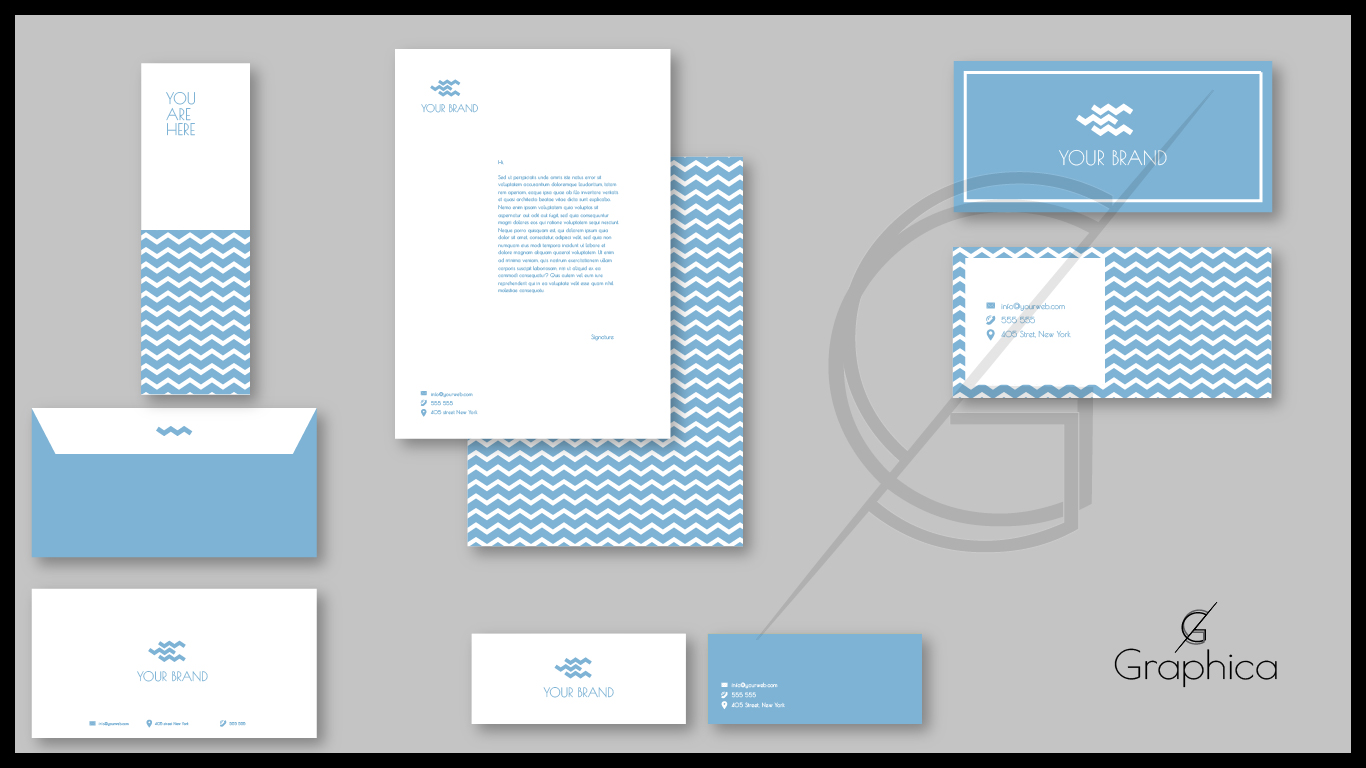 YOU
ARE
HERE
YOUR BRAND
Hi,
Sed ut perspiciatis unde omnis iste natus error sit
voluptatem accusantium doloremque laudantium, totam
rem aperiam, eaque ipsa quae ab illo inventore veritatis
et quasi architecto beatae vitae dicta sunt explicabo.
Nemo enim ipsam voluptatem quia voluptas sit
aspernatur aut odit aut fugit, sed quia consequuntur
magni dolores eos qui ratione voluptatem sequi nesciunt.
Neque porro quisquam est, qui dolorem ipsum quia
dolor sit amet, consectetur, adipisci velit, sed quia non
numquam eius modi tempora incidunt ut labore et
dolore magnam aliquam quaerat voluptatem. Ut enim
ad minima veniam, quis nostrum exercitationem ullam
corporis suscipit laboriosam, nisi ut aliquid ex ea
commodi consequatur? Quis autem vel eum iure
reprehenderit qui in ea voluptate velit esse quam nihil
molestiae consequatur,
Signature
info@yourweb.com
555 555
405 street, New York
YOUR BRAND
info@yourweb.com
555 555
405 Stret, New York
YOUR BRAND
info@yourweb.com
405 street, New York
555 555
YOUR BRAND
info@yourweb.com
555 555
405 Street, New York
G
Graphica